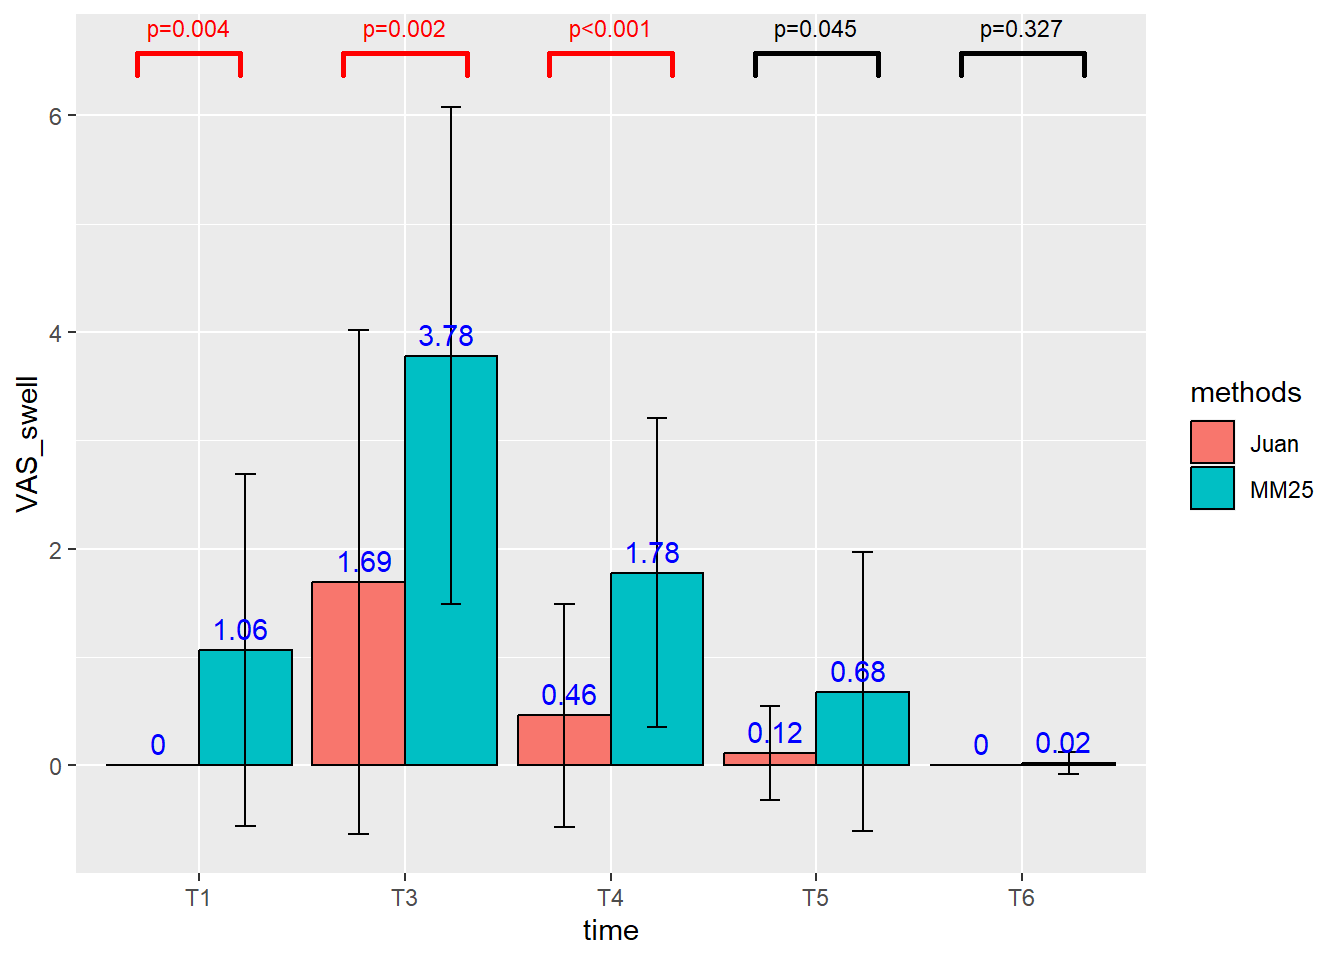 p=0.004 p=0.002 p<0.001 p=0.045 p=0.327
6
4
2
0
VAS_swell
0 1.06 1.69 3.78 0.46 1.78 0.12 0.68 0 0.02
T1 T3 T4 T5 T6
time
methods
Juan
MM25